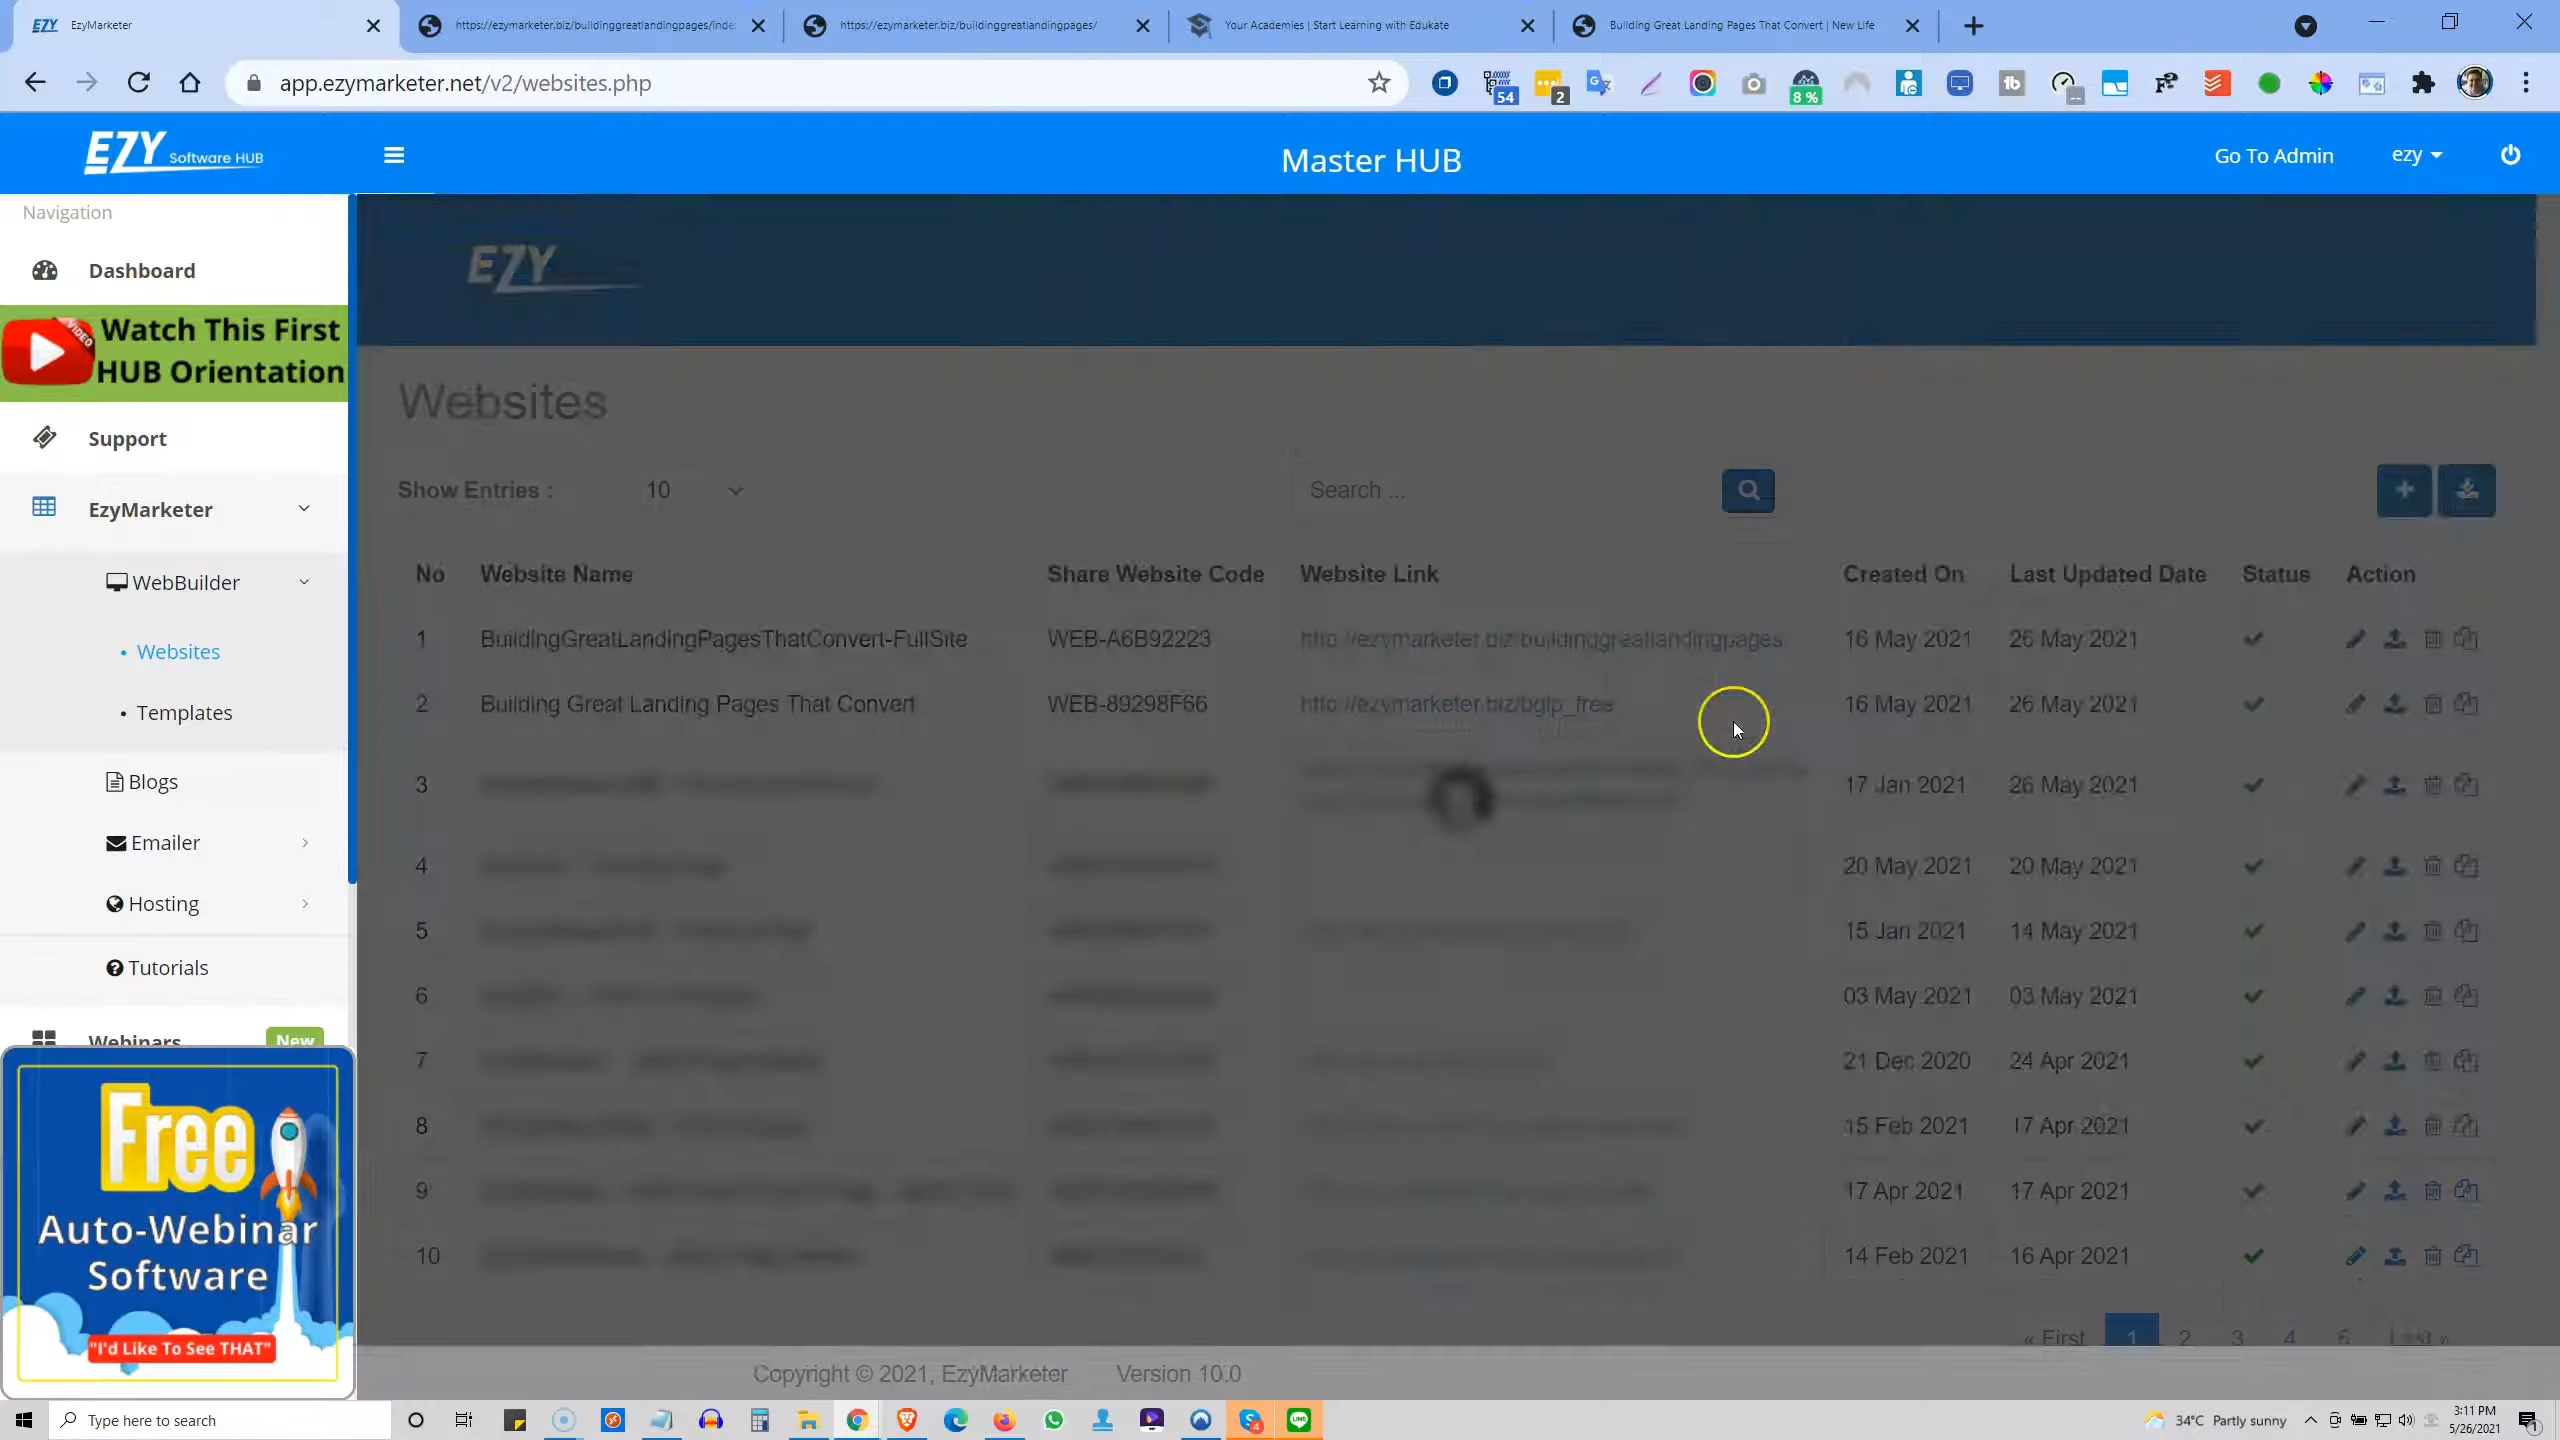 EZY EzyMarketer
https://ezymarketer.biz/buildinggreatlandingpages/inde
https://ezymarketer.biz/buildinggreatlandingpages/
Your Academies | Start Learning with Edukate
Building Great Landing Pages That Convert | New Life
app.ezymarketer.net/v2/websites.php
54
2
8 %
EZY Software HUB
Master HUB
Go To Admin
ezy
Navigation
Dashboard
VIDEO
Watch This First
HUB Orientation
Support
EzyMarketer
WebBuilder
• Websites
• Templates
Blogs
Emailer
Hosting
Tutorials
Webinars New
Free
Auto-Webinar
Software
"I'd Like To See THAT"
EZY
Websites
Show Entries : 10
Search ...
No Website Name Share Website Code Website Link Created On Last Updated Date Status Action
1 BuildingGreatLandingPagesThatConvert-FullSite WEB-A6B92223 http://ezymarketer.biz/buildinggreatlandingpages 16 May 2021 26 May 2021
2 Building Great Landing Pages That Convert WEB-89298F66 http://ezymarketer.biz/bglp_free 16 May 2021 26 May 2021
3 17 Jan 2021 26 May 2021
4 20 May 2021 20 May 2021
5 15 Jan 2021 14 May 2021
6 03 May 2021 03 May 2021
7 21 Dec 2020 24 Apr 2021
8 15 Feb 2021 17 Apr 2021
9 17 Apr 2021 17 Apr 2021
10 14 Feb 2021 16 Apr 2021
« First 1 2 3 4 5 Last »
Copyright © 2021, EzyMarketer Version 10.0
Type here to search
34°C Partly sunny
3:11 PM
5/26/2021